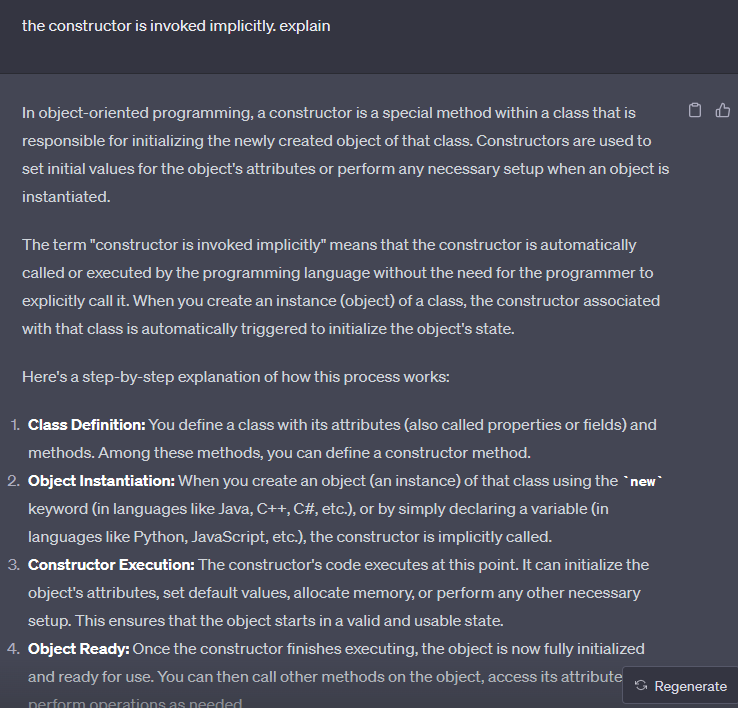 the constructor is invoked implicitly. explain
In object-oriented programming, a constructor is a special method within a class that is
responsible for initializing the newly created object of that class. Constructors are used to
set initial values for the object's attributes or perform any necessary setup when an object is
instantiated.
The term "constructor is invoked implicitly" means that the constructor is automatically
called or executed by the programming language without the need for the programmer to
explicitly call it. When you create an instance (object) of a class, the constructor associated
with that class is automatically triggered to initialize the object's state.
Here's a step-by-step explanation of how this process works:
1. Class Definition: You define a class with its attributes (also called properties or fields) and
methods. Among these methods, you can define a constructor method.
2. Object Instantiation: When you create an object (an instance) of that class using the `new`
keyword (in languages like Java, C++, C#, etc.), or by simply declaring a variable (in
languages like Python, JavaScript, etc.), the constructor is implicitly called.
3. Constructor Execution: The constructor's code executes at this point. It can initialize the
object's attributes, set default values, allocate memory, or perform any other necessary
setup. This ensures that the object starts in a valid and usable state.
4. Object Ready: Once the constructor finishes executing, the object is now fully initialized
and ready for use. You can then call other methods on the object, access its attribute
perform operations as needed
Regenerate